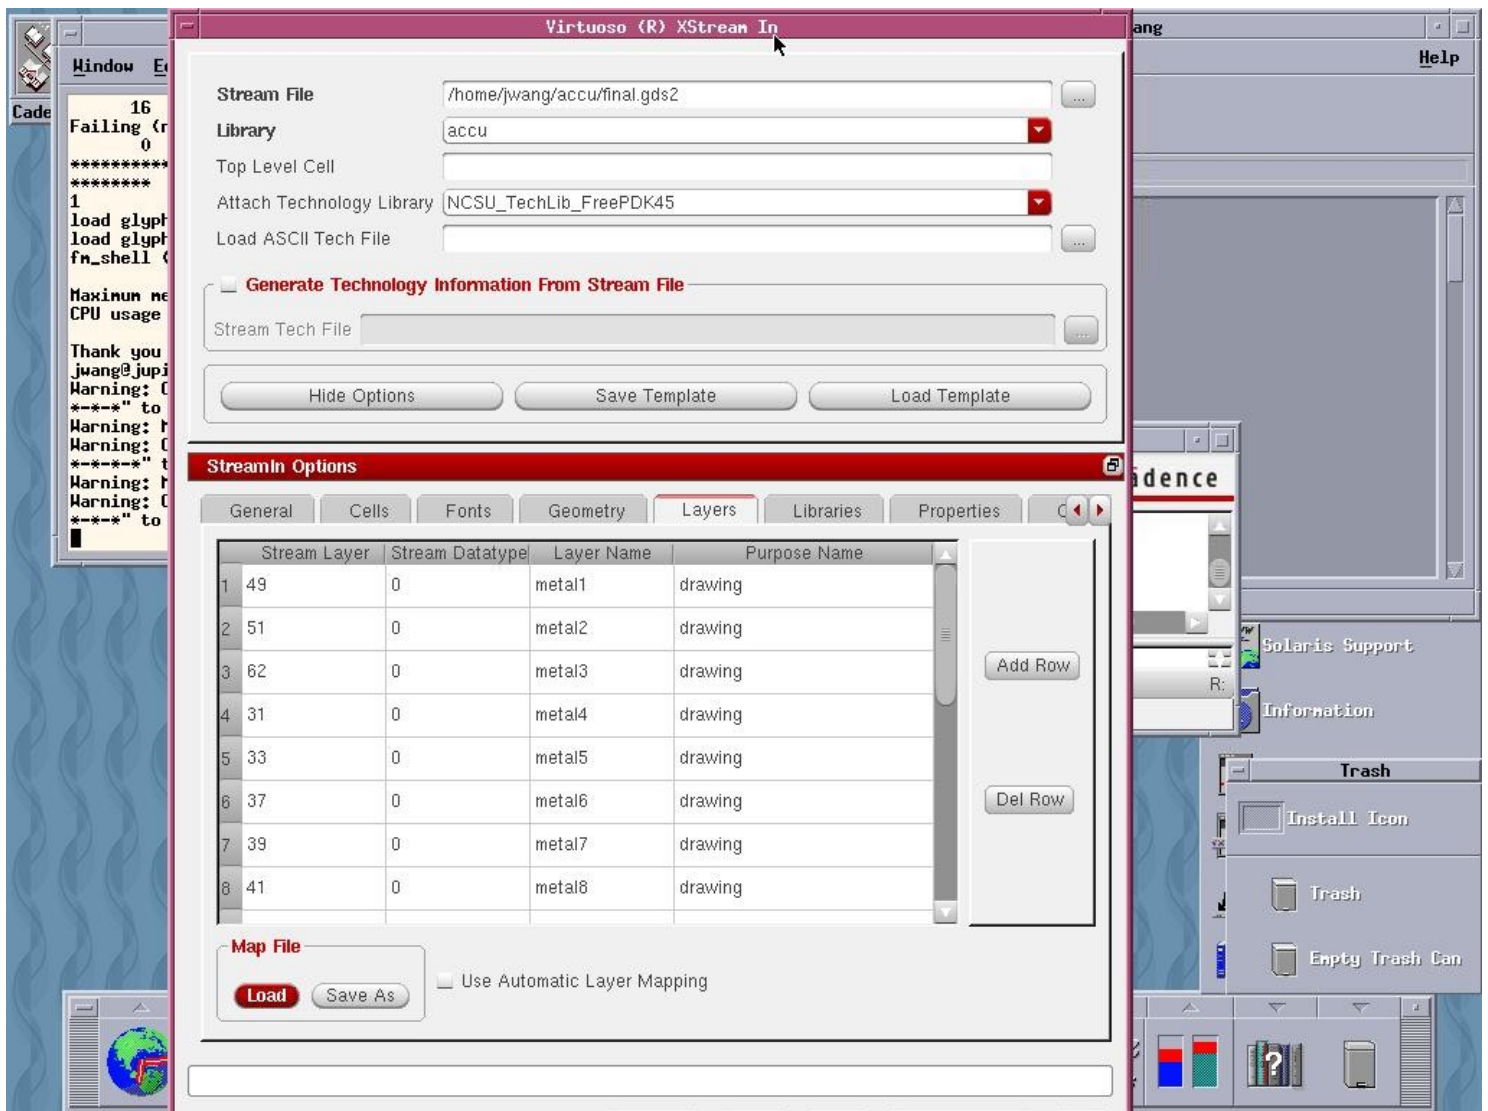 Virtuoso (R) XStream In
ang
Window
Help
Cade
Stream File
/home/jwang/accu/final.gds2
...
Library
accu
Top Level Cell
Attach Technology Library
NCSU_TechLib_FreePDK45
Load ASCII Tech File
...
Generate Technology Information From Stream File
Stream Tech File
...
Hide Options
Save Template
Load Template
16
Failing (r
0
**********
********
1
load glyph
load glyph
fm_shell (
Maximum me
CPU usage
Thank you
jwang@jupi
Warning: C
*-*-*" to
Warning: M
Warning: C
*-*-*-*" t
Warning: M
Warning: C
*-*-*" to
StreamIn Options
General
Cells
Fonts
Geometry
Layers
Libraries
Properties
Stream Layer Stream Datatype Layer Name Purpose Name
1 49 0 metal1 drawing
2 51 0 metal2 drawing
3 62 0 metal3 drawing
4 31 0 metal4 drawing
5 33 0 metal5 drawing
6 37 0 metal6 drawing
7 39 0 metal7 drawing
8 41 0 metal8 drawing
Add Row
Del Row
Map File
Load
Save As
Use Automatic Layer Mapping
ādence
R:
Solaris Support
Information
Trash
Install Icon
Trash
Empty Trash Can
?